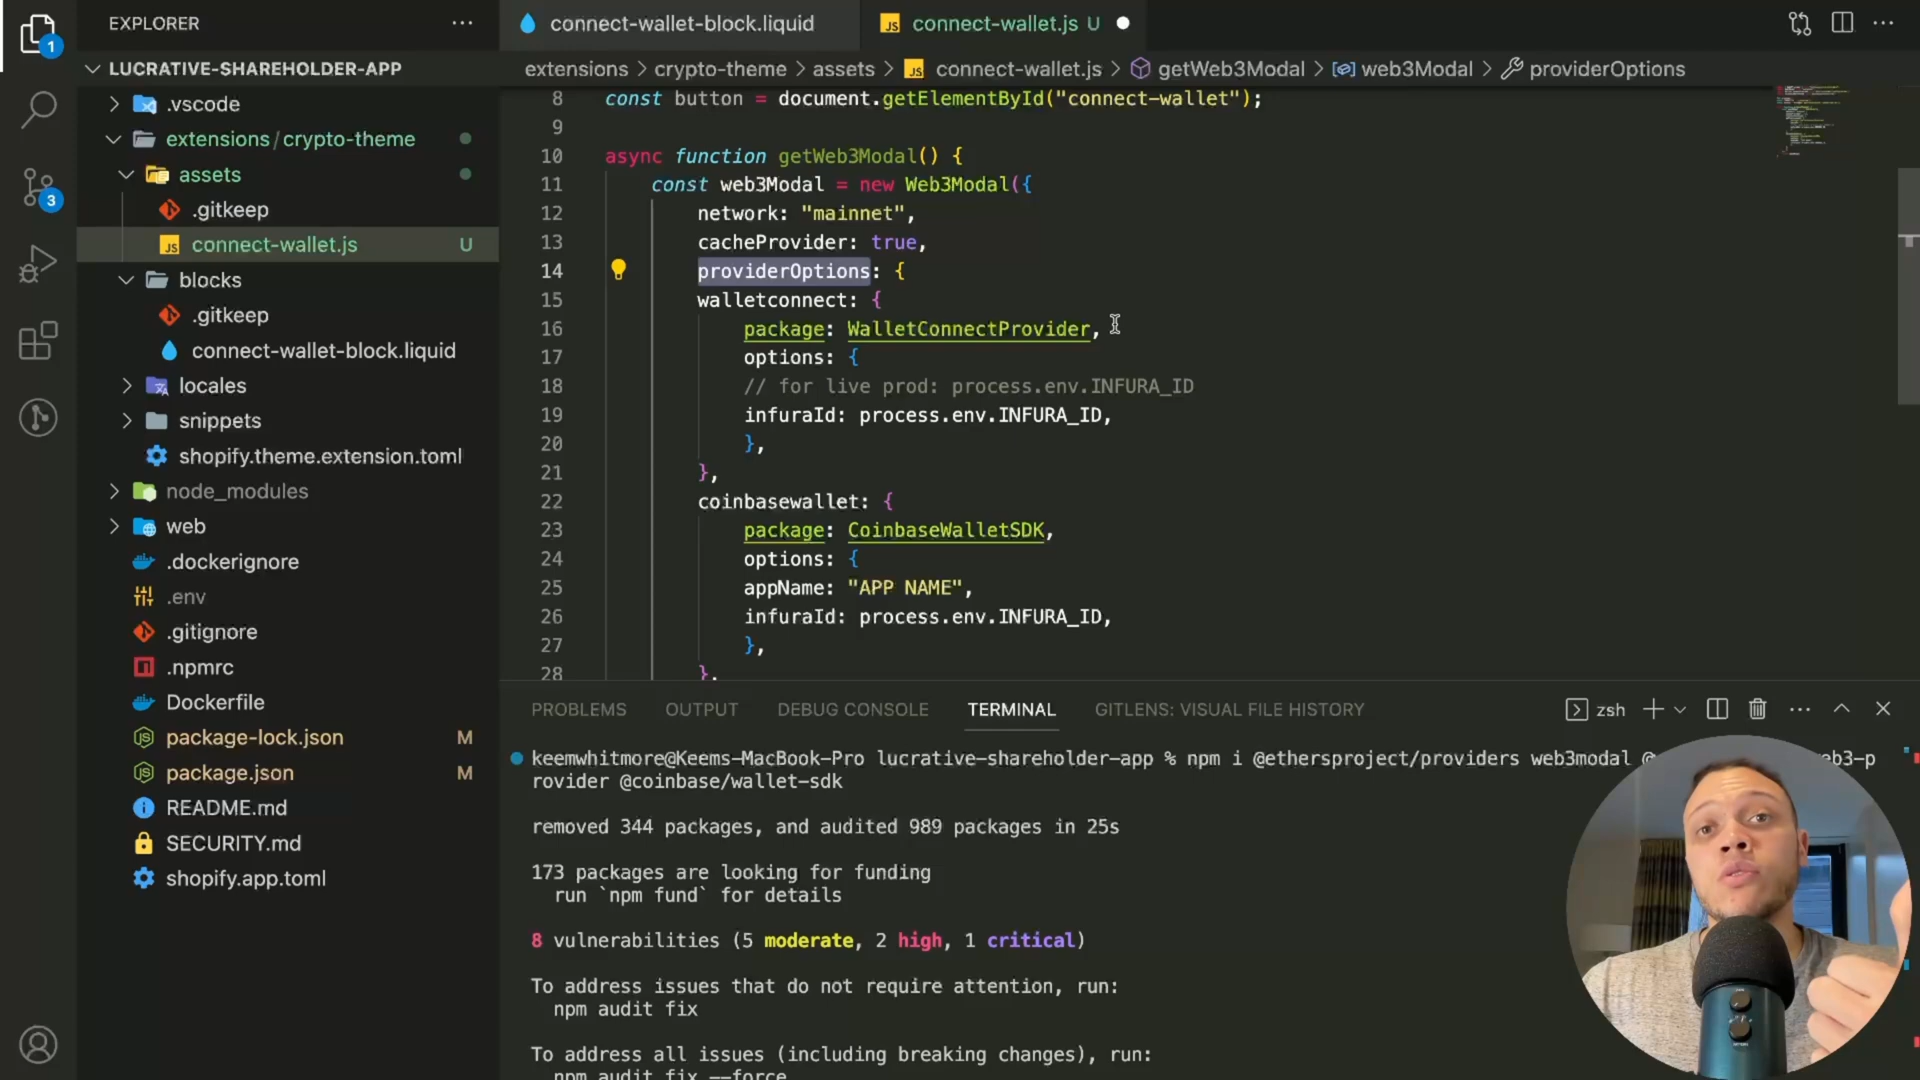 EXPLORER
LUCRATIVE-SHAREHOLDER-APP
.vscode
extensions/crypto-theme
assets
.gitkeep
connect-wallet.js U
blocks
.gitkeep
connect-wallet-block.liquid
locales
snippets
shopify.theme.extension.toml
node_modules
web
.dockerignore
.env
.gitignore
.npmrc
Dockerfile
package-lock.json M
package.json M
README.md
SECURITY.md
shopify.app.toml
1
3
connect-wallet-block.liquid
JS connect-wallet.js U
extensions > crypto-theme > assets > JS connect-wallet.js > getWeb3Modal > web3Modal > providerOptions
8 const button = document.getElementById("connect-wallet");
9
10 async function getWeb3Modal() {
11 const web3Modal = new Web3Modal({
12 network: "mainnet",
13 cacheProvider: true,
14 providerOptions: {
15 walletconnect: {
16 package: WalletConnectProvider,
17 options: {
18 // for live prod: process.env.INFURA_ID
19 infuraId: process.env.INFURA_ID,
20 },
21 },
22 coinbasewallet: {
23 package: CoinbaseWalletSDK,
24 options: {
25 appName: "APP NAME",
26 infuraId: process.env.INFURA_ID,
27 },
28 },
PROBLEMS OUTPUT DEBUG CONSOLE TERMINAL GITLENS: VISUAL FILE HISTORY
zsh
keemwhitmore@Keems-MacBook-Pro lucrative-shareholder-app % npm i @ethersproject/providers web3modal @ eb3-p
rovider @coinbase/wallet-sdk
removed 344 packages, and audited 989 packages in 25s
173 packages are looking for funding
run `npm fund` for details
8 vulnerabilities (5 moderate, 2 high, 1 critical)
To address issues that do not require attention, run:
npm audit fix
To address all issues (including breaking changes), run:
npm audit fix --force